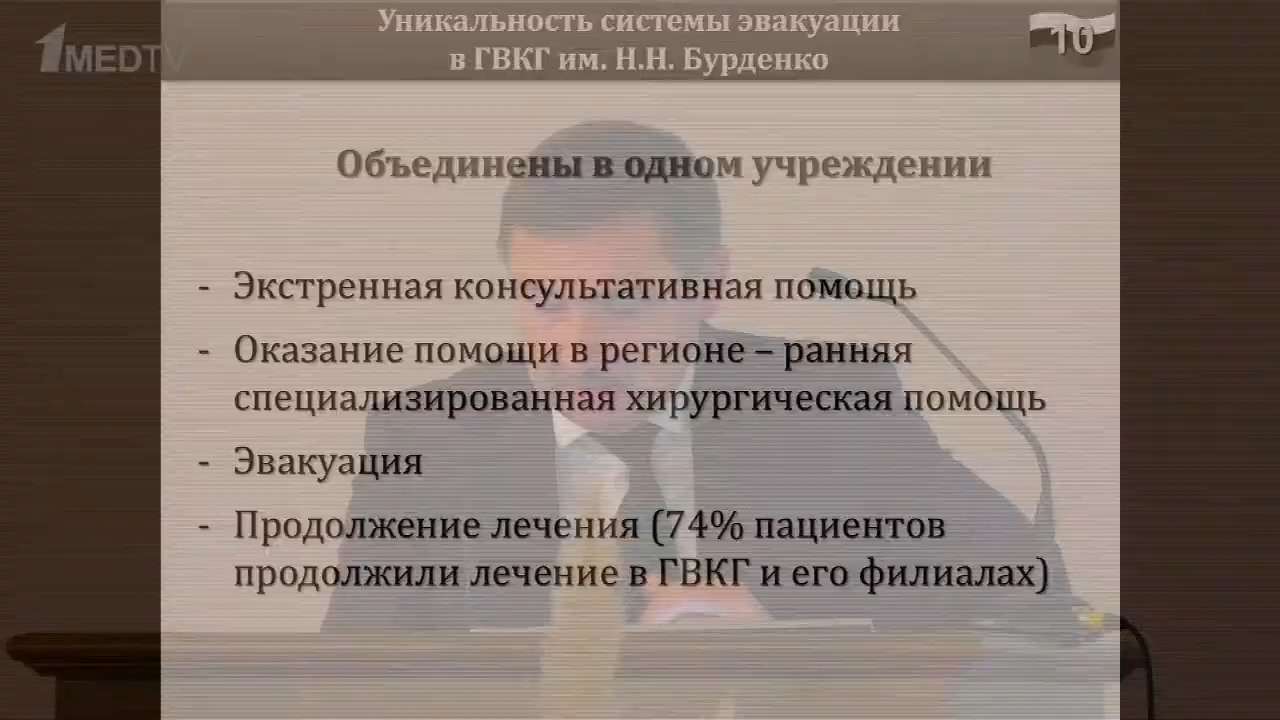 Уникальность системы эвакуации
в ГВКГ им. Н.Н. Бурденко
10
1MEDTV
Объединены в одном учреждении
- Экстренная консультативная помощь
- Оказание помощи в регионе – ранняя
специализированная хирургическая помощь
- Эвакуация
- Продолжение лечения (74% пациентов
продолжили лечение в ГВКГ и его филиалах)